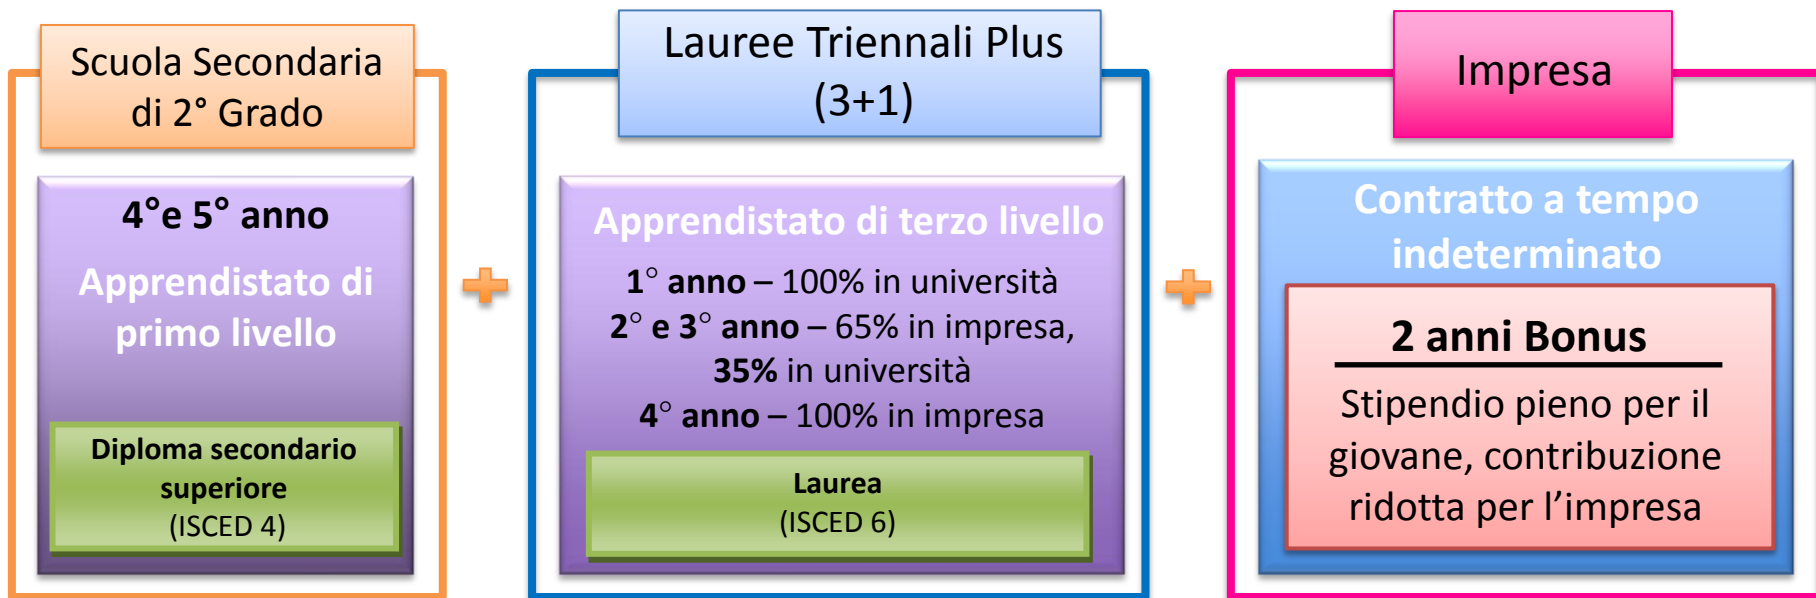 Scuola Secondaria
di 2° Grado
4°e 5° anno
Apprendistato di
primo livello
Diploma secondario
superiore
(ISCED 4)
Lauree Triennali Plus
(3+1)
Apprendistato di terzo livello
1° anno – 100% in università
2° e 3° anno – 65% in impresa,
35% in università
4° anno – 100% in impresa
Laurea
(ISCED 6)
Impresa
Contratto a tempo
indeterminato
2 anni Bonus
Stipendio pieno per il
giovane, contribuzione
ridotta per l’impresa